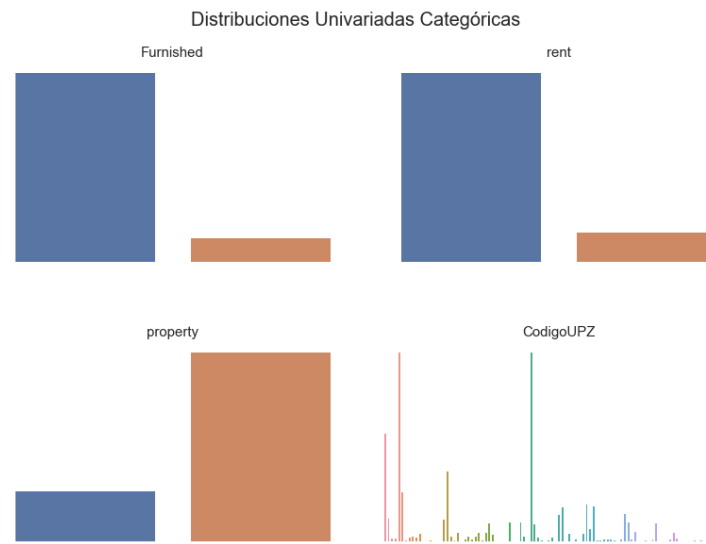 Distribuciones Univariadas Categóricas
Furnished
rent
property
CodigoUPZ